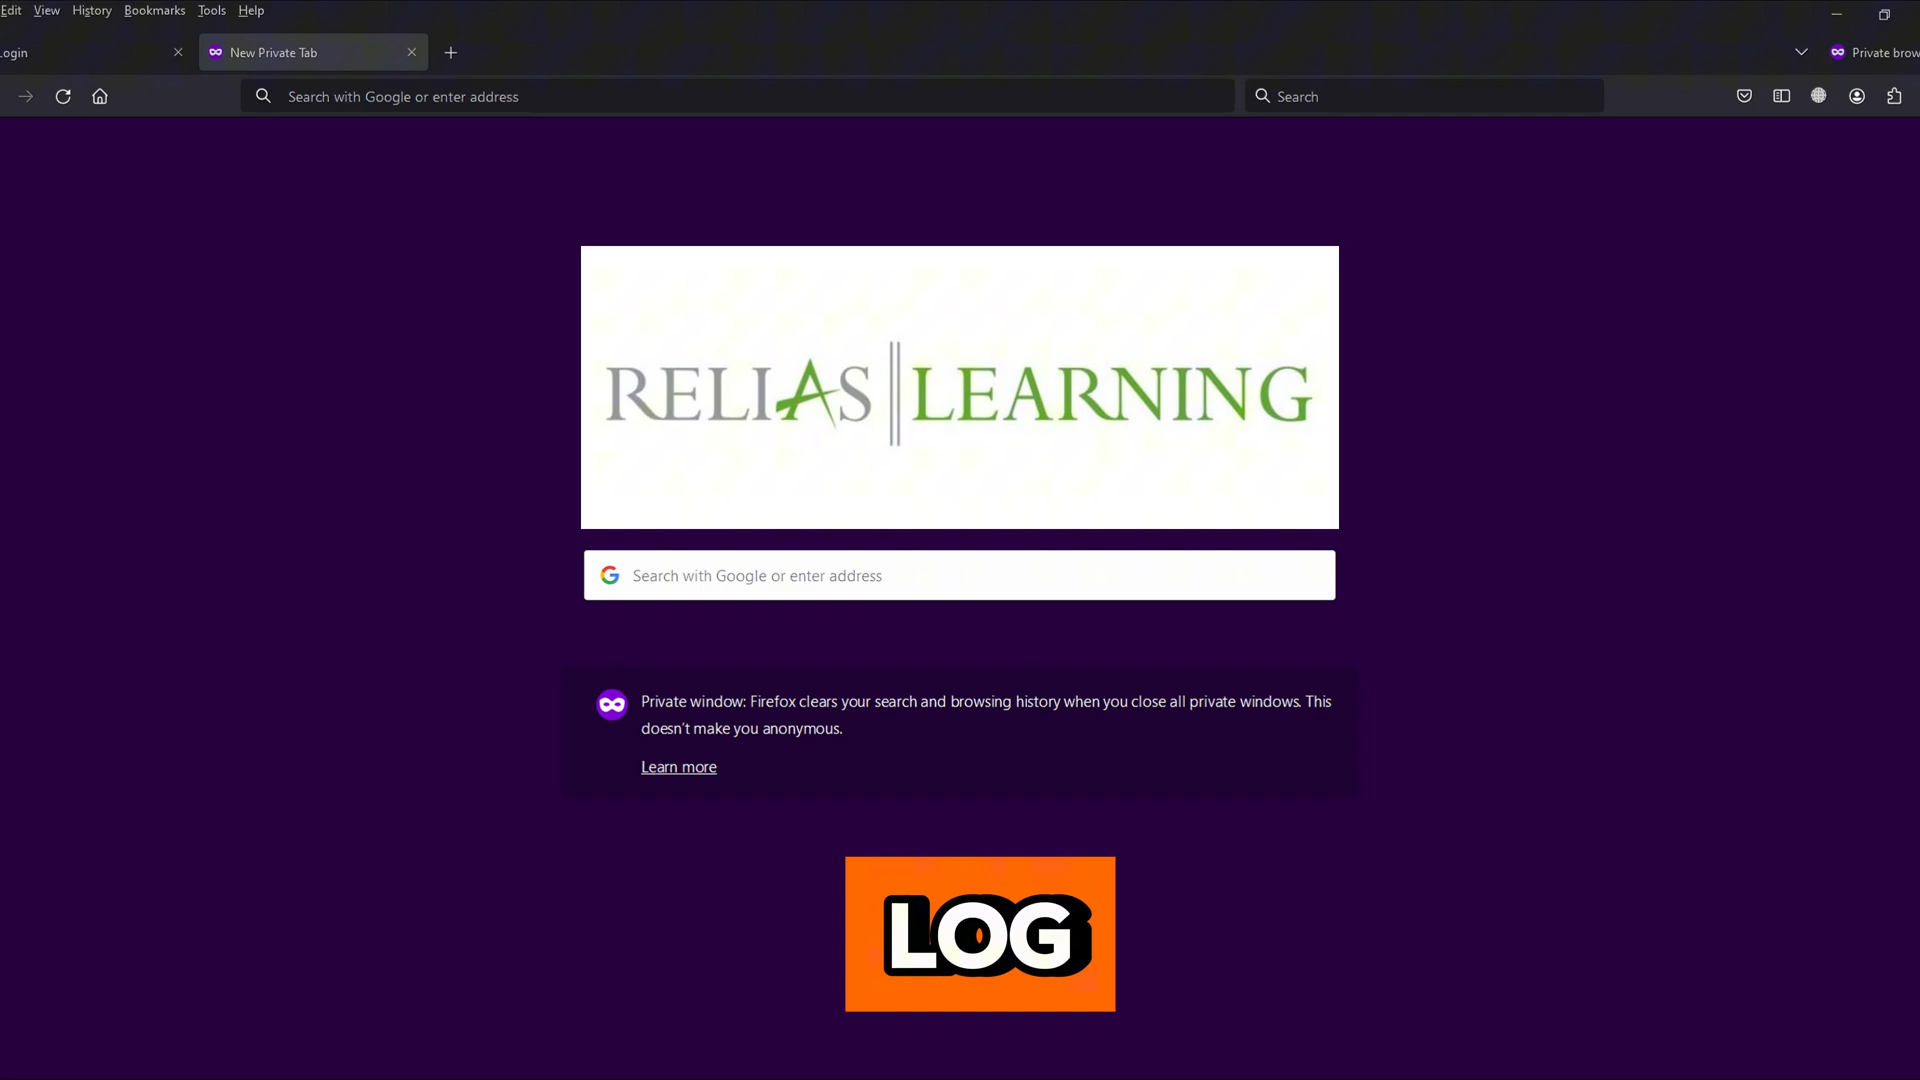 Edit View History Bookmarks Tools Help
ogin
New Private Tab
Private brow
Search with Google or enter address
Search
RELIAS LEARNING
Search with Google or enter address
Private window: Firefox clears your search and browsing history when you close all private windows. This
doesn't make you anonymous.
Learn more
LOG